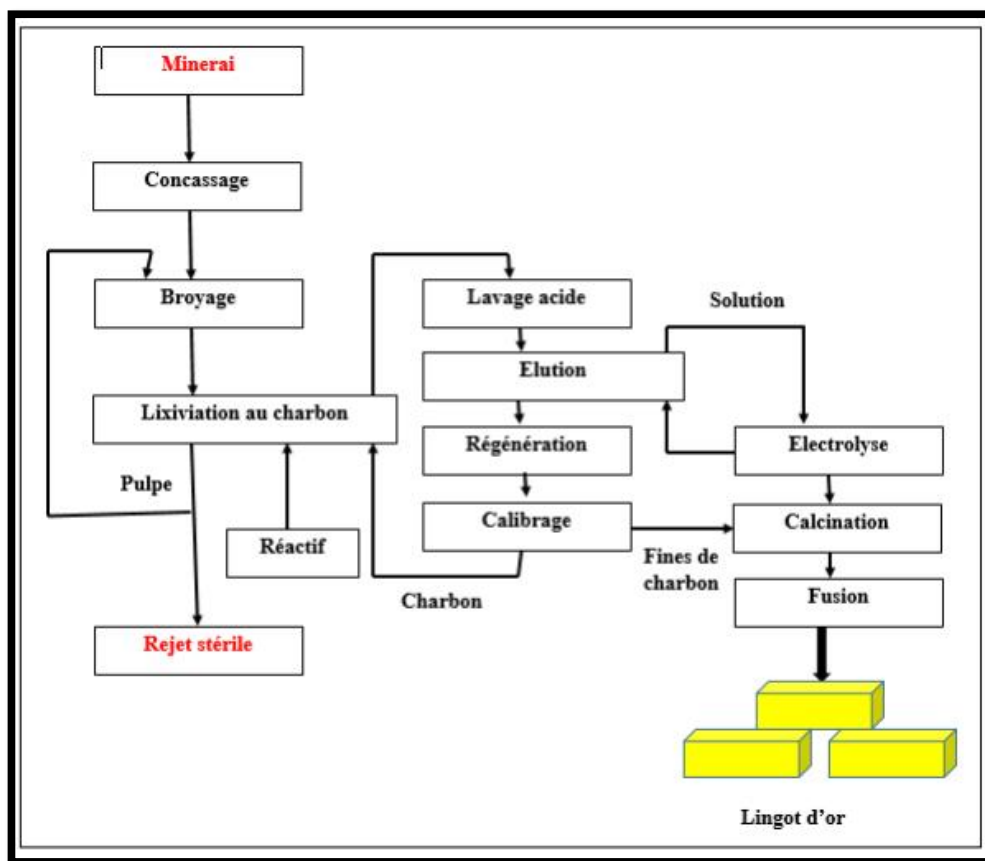 Minerai
Concassage
Broyage
Lixiviation au charbon
Pulpe
Réactif
Rejet stérile
Lavage acide
Elution
Régénération
Calibrage
Charbon
Solution
Electrolyse
Calcination
Fines de
charbon
Fusion
Lingot d'or